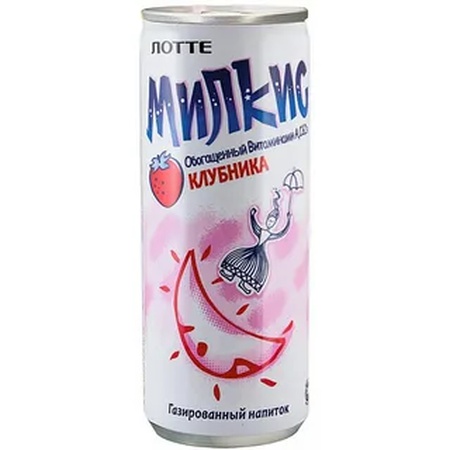 ЛОТТЕ
МИЛКИС
Обогащенный Витаминами А,D3
КЛУБНИКА
Газированный напиток